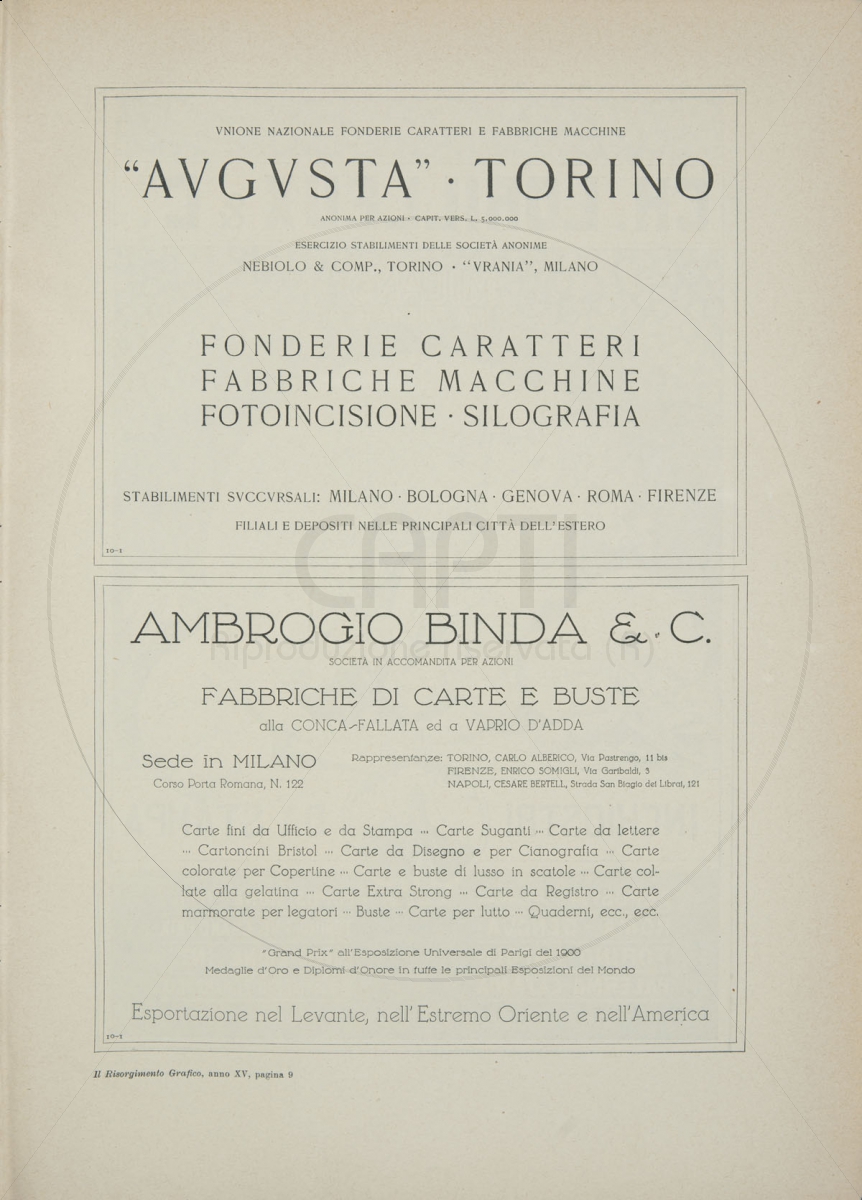 VNIONE NAZIONALE FONDERIE CARATTERI E FABBRICHE MACCHINE
“AVGVSTA” · TORINO
ANONIMA PER AZIONI · CAPIT. VERS. L. 5.000.000
ESERCIZIO STABILIMENTI DELLE SOCIETÀ ANONIME
NEBIOLO & COMP., TORINO · “VRANIA”, MILANO
FONDERIE CARATTERI
FABBRICHE MACCHINE
FOTOINCISIONE · SILOGRAFIA
STABILIMENTI SVCCVRSALI: MILANO · BOLOGNA · GENOVA · ROMA · FIRENZE
FILIALI E DEPOSITI NELLE PRINCIPALI CITTÀ DELL'ESTERO
10-1
CAPTI
AMBROGIO BINDA & C.
Riproduzione riservata (R)
SOCIETÀ IN ACCOMANDITA PER AZIONI
FABBRICHE DI CARTE E BUSTE
alla CONCA-FALLATA ed a VAPRIO D'ADDA
Sede in MILANO
Corso Porta Romana, N. 122
Rappresentanze: TORINO, CARLO ALBERICO, Via Pastrengo, 11 bis
FIRENZE, ENRICO SOMIGLI, Via Garibaldi, 3
NAPOLI, CESARE BERTELL, Strada San Biagio dei Librai, 121
Carte fini da Ufficio e da Stampa ··· Carte Suganti ··· Carte da lettere
··· Cartoncini Bristol ··· Carte da Disegno e per Cianografia ··· Carte
colorate per Copertine ··· Carte e buste di lusso in scatole ··· Carte col-
late alla gelatina ··· Carte Extra Strong ··· Carte da Registro ··· Carte
marmorate per legatori ··· Buste ··· Carte per lutto ··· Quaderni, ecc., ecc.
“Grand Prix” all'Esposizione Universale di Parigi del 1900
Medaglie d'Oro e Diplomi d'Onore in tutte le principali Esposizioni del Mondo
Esportazione nel Levante, nell'Estremo Oriente e nell'America
10-1
Il Risorgimento Grafico, anno XV, pagina 9